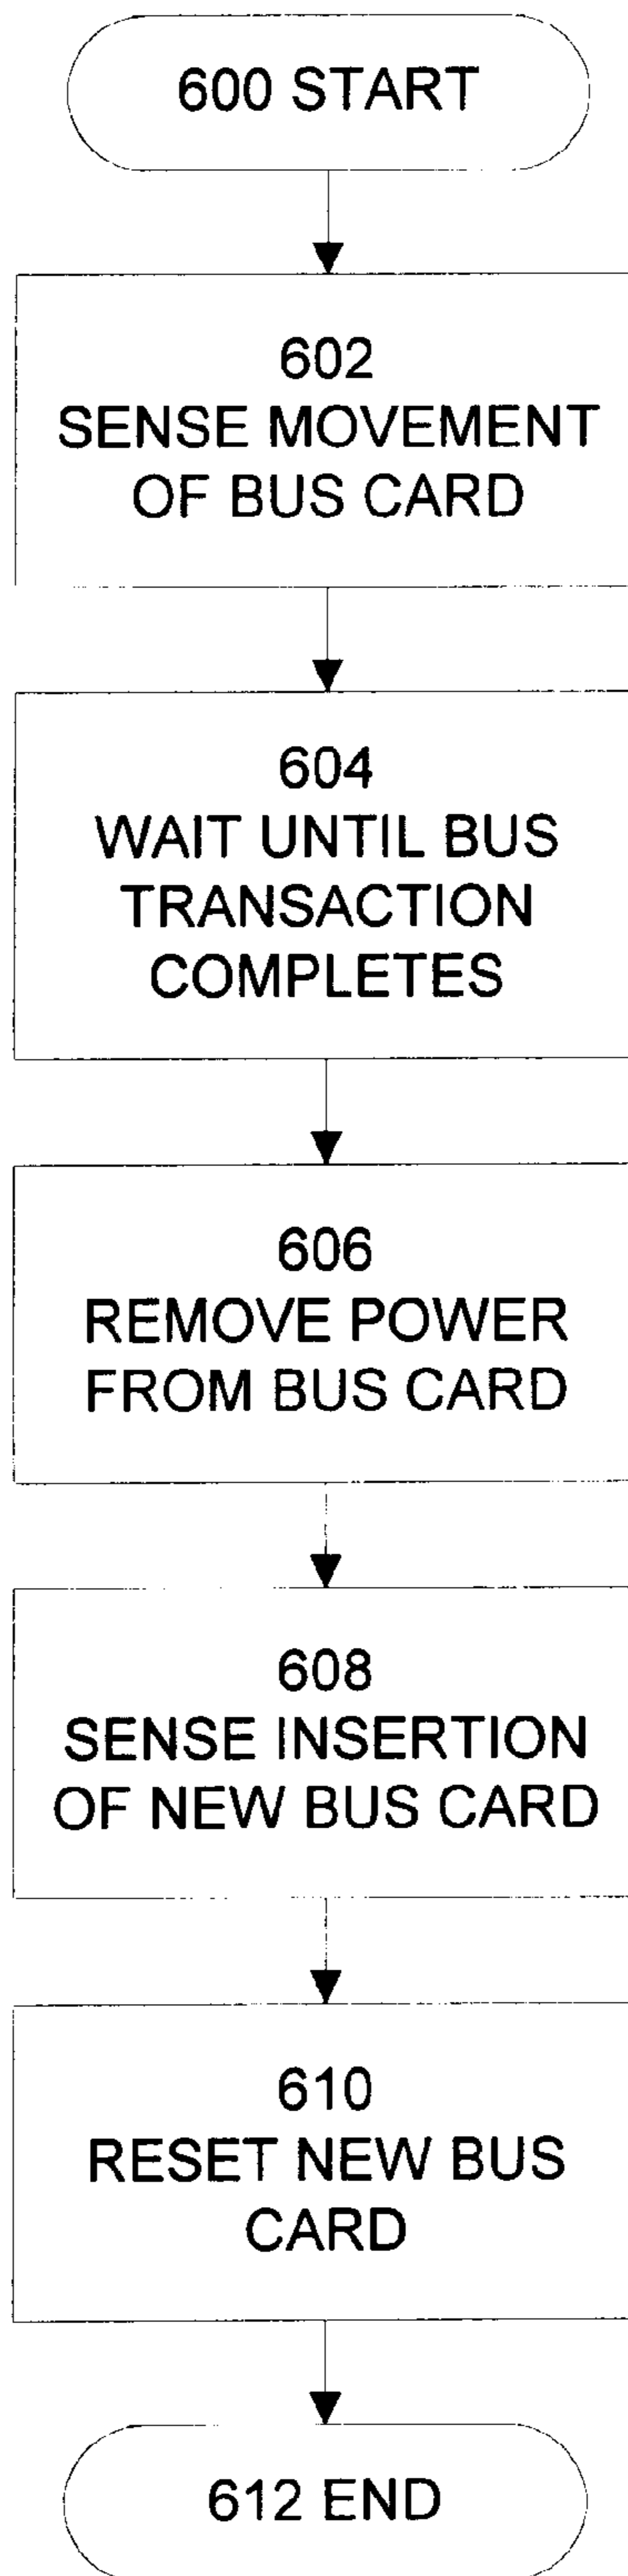 600 START
602
SENSE MOVEMENT
OF BUS CARD
604
WAIT UNTIL BUS
TRANSACTION
COMPLETES
606
REMOVE POWER
FROM BUS CARD
608
SENSE INSERTION
OF NEW BUS CARD
610
RESET NEW BUS
CARD
612 END